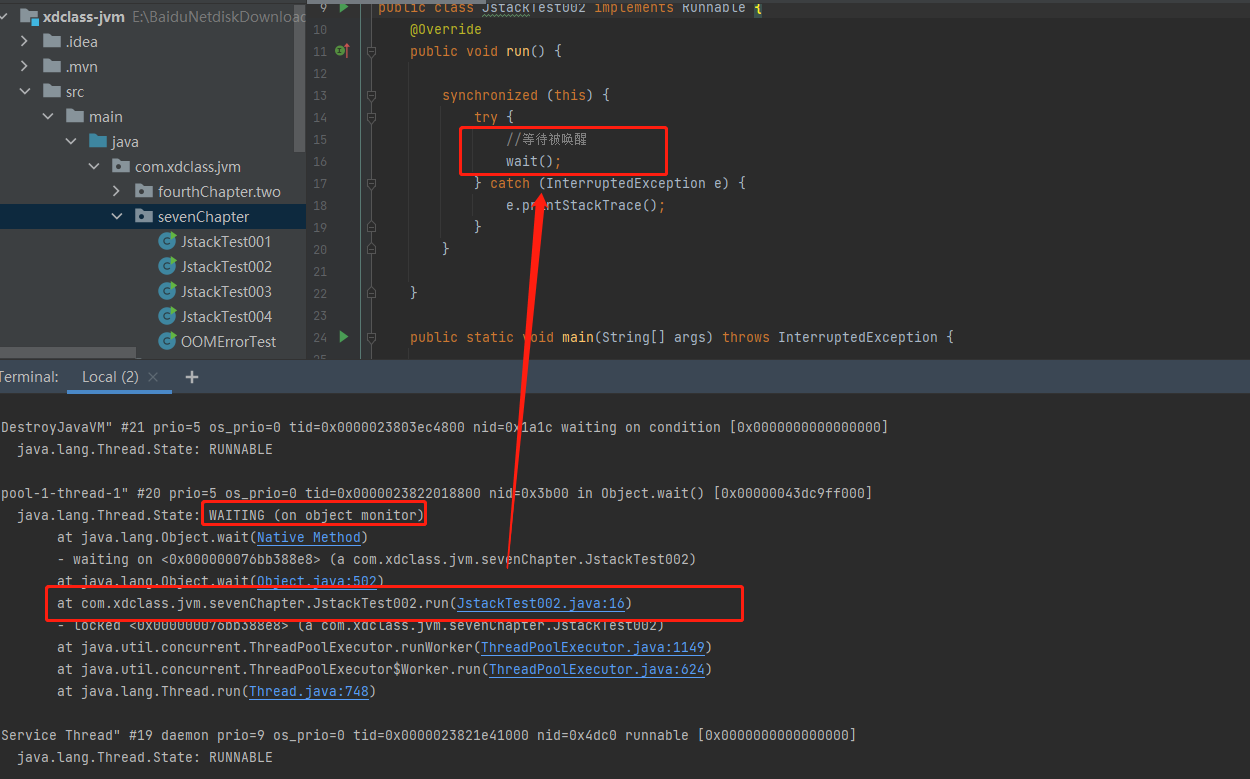 xdclass-jvm E:\BaiduNetdiskDownload
.idea
.mvn
src
main
java
com.xdclass.jvm
fourthChapter.two
sevenChapter
JstackTest001
JstackTest002
JstackTest003
JstackTest004
OOMErrorTest
9 public class JstackTest002 implements Runnable {
10 @Override
11 public void run() {
12
13 synchronized (this) {
14 try {
15 //等待被唤醒
16 wait();
17 } catch (InterruptedException e) {
18 e.printStackTrace();
19 }
20 }
21
22 }
23
24 public static void main(String[] args) throws InterruptedException {
25
Terminal: Local (2) × +
DestroyJavaVM" #21 prio=5 os_prio=0 tid=0x0000023803ec4800 nid=0x1a1c waiting on condition [0x0000000000000000]
java.lang.Thread.State: RUNNABLE
pool-1-thread-1" #20 prio=5 os_prio=0 tid=0x0000023822018800 nid=0x3b00 in Object.wait() [0x00000043dc9ff000]
java.lang.Thread.State: WAITING (on object monitor)
at java.lang.Object.wait(Native Method)
- waiting on <0x000000076bb388e8> (a com.xdclass.jvm.sevenChapter.JstackTest002)
at java.lang.Object.wait(Object.java:502)
at com.xdclass.jvm.sevenChapter.JstackTest002.run(JstackTest002.java:16)
- locked <0x000000076bb388e8> (a com.xdclass.jvm.sevenChapter.JstackTest002)
at java.util.concurrent.ThreadPoolExecutor.runWorker(ThreadPoolExecutor.java:1149)
at java.util.concurrent.ThreadPoolExecutor$Worker.run(ThreadPoolExecutor.java:624)
at java.lang.Thread.run(Thread.java:748)
Service Thread" #19 daemon prio=9 os_prio=0 tid=0x0000023821e41000 nid=0x4dc0 runnable [0x0000000000000000]
java.lang.Thread.State: RUNNABLE